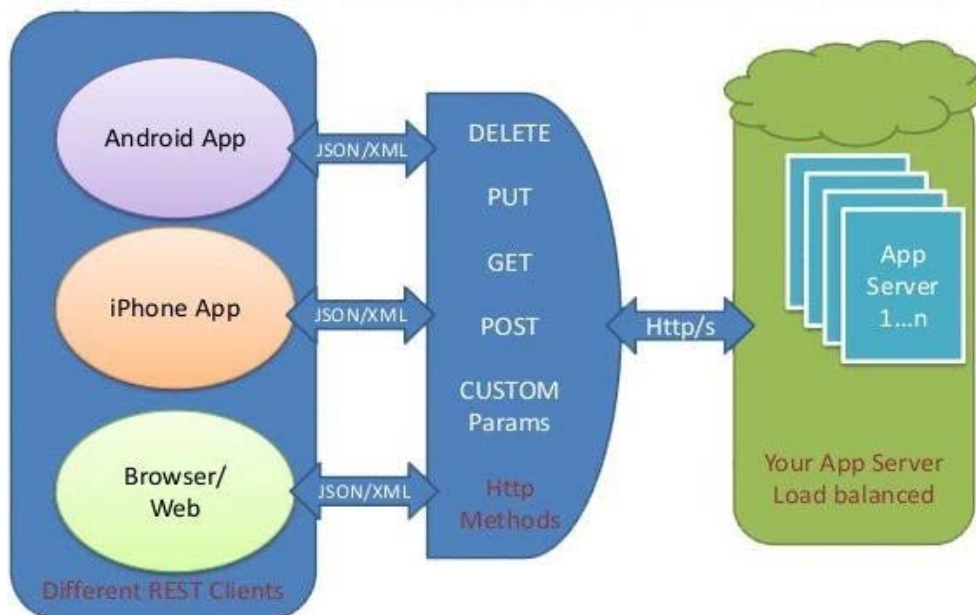 Android App
JSON/XML
iPhone App
JSON/XML
Browser/
Web
JSON/XML
Different REST Clients
DELETE
PUT
GET
POST
CUSTOM
Params
Http
Methods
Http/s
App
Server
1...n
Your App Server
Load balanced